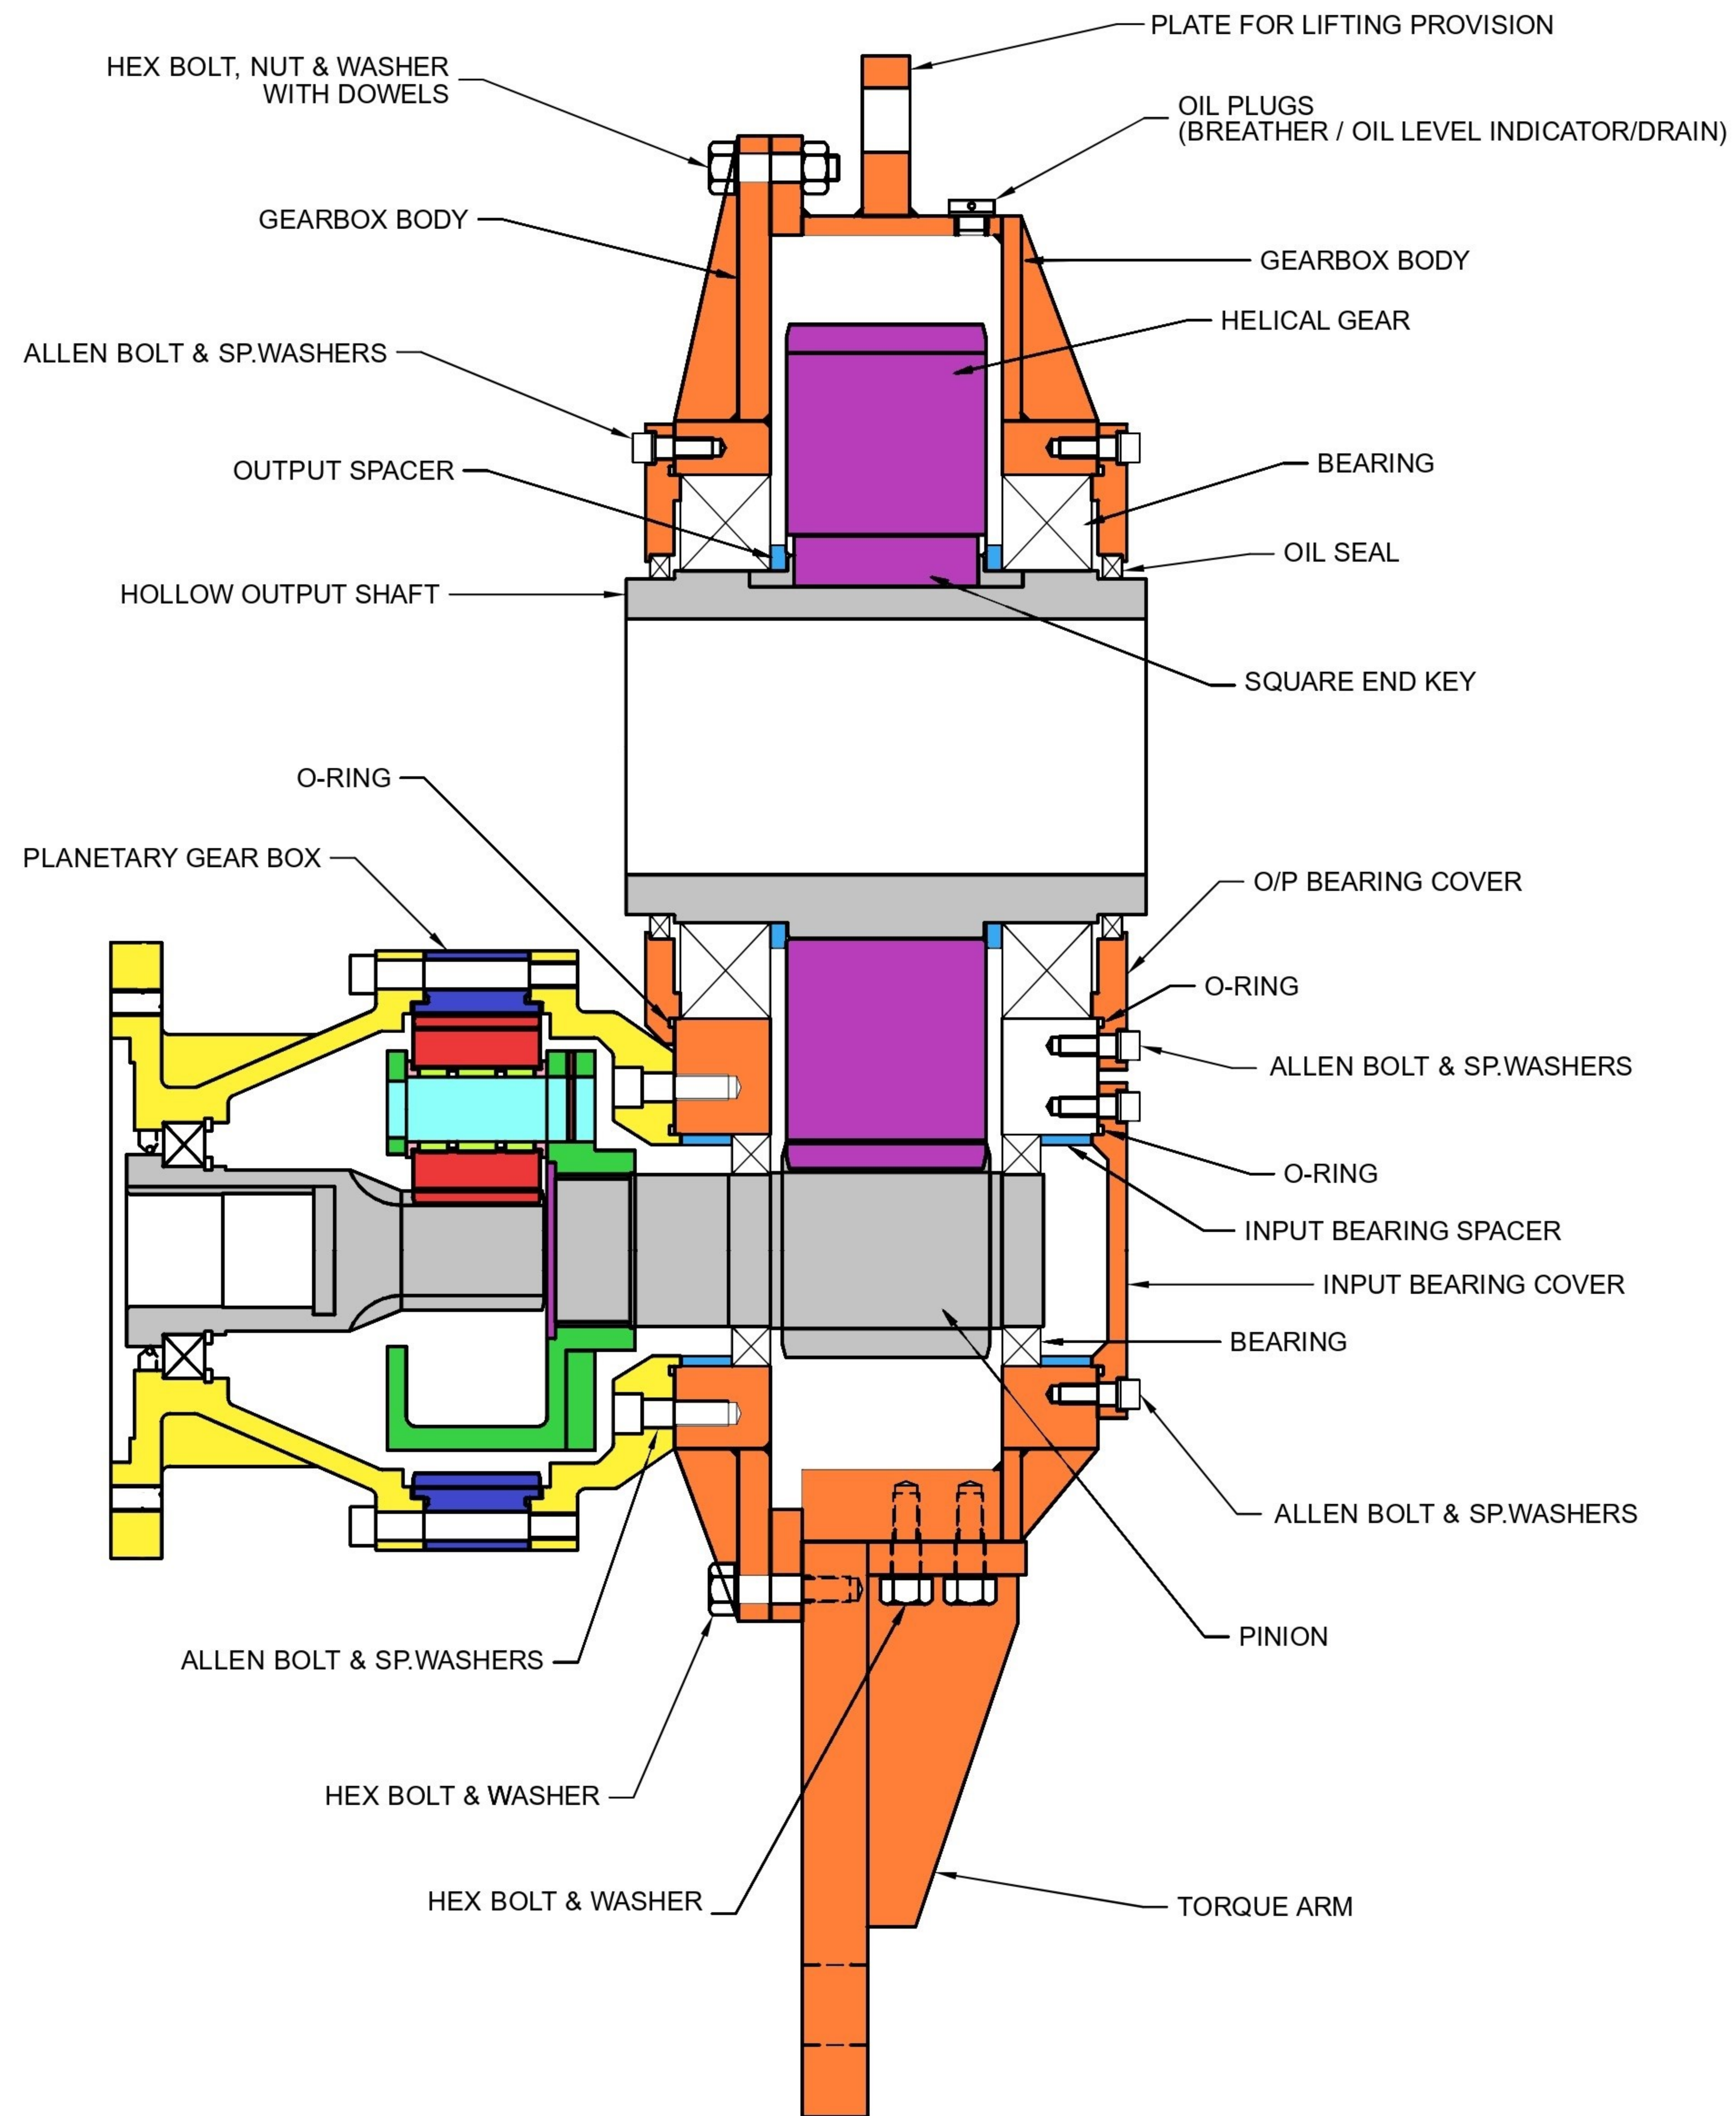 PLATE FOR LIFTING PROVISION
HEX BOLT, NUT & WASHER
WITH DOWELS
OIL PLUGS
(BREATHER / OIL LEVEL INDICATOR/DRAIN)
GEARBOX BODY
GEARBOX BODY
HELICAL GEAR
ALLEN BOLT & SP.WASHERS
OUTPUT SPACER
BEARING
OIL SEAL
HOLLOW OUTPUT SHAFT
SQUARE END KEY
O-RING
PLANETARY GEAR BOX
O/P BEARING COVER
O-RING
ALLEN BOLT & SP.WASHERS
O-RING
INPUT BEARING SPACER
INPUT BEARING COVER
BEARING
ALLEN BOLT & SP.WASHERS
PINION
ALLEN BOLT & SP.WASHERS
HEX BOLT & WASHER
HEX BOLT & WASHER
TORQUE ARM